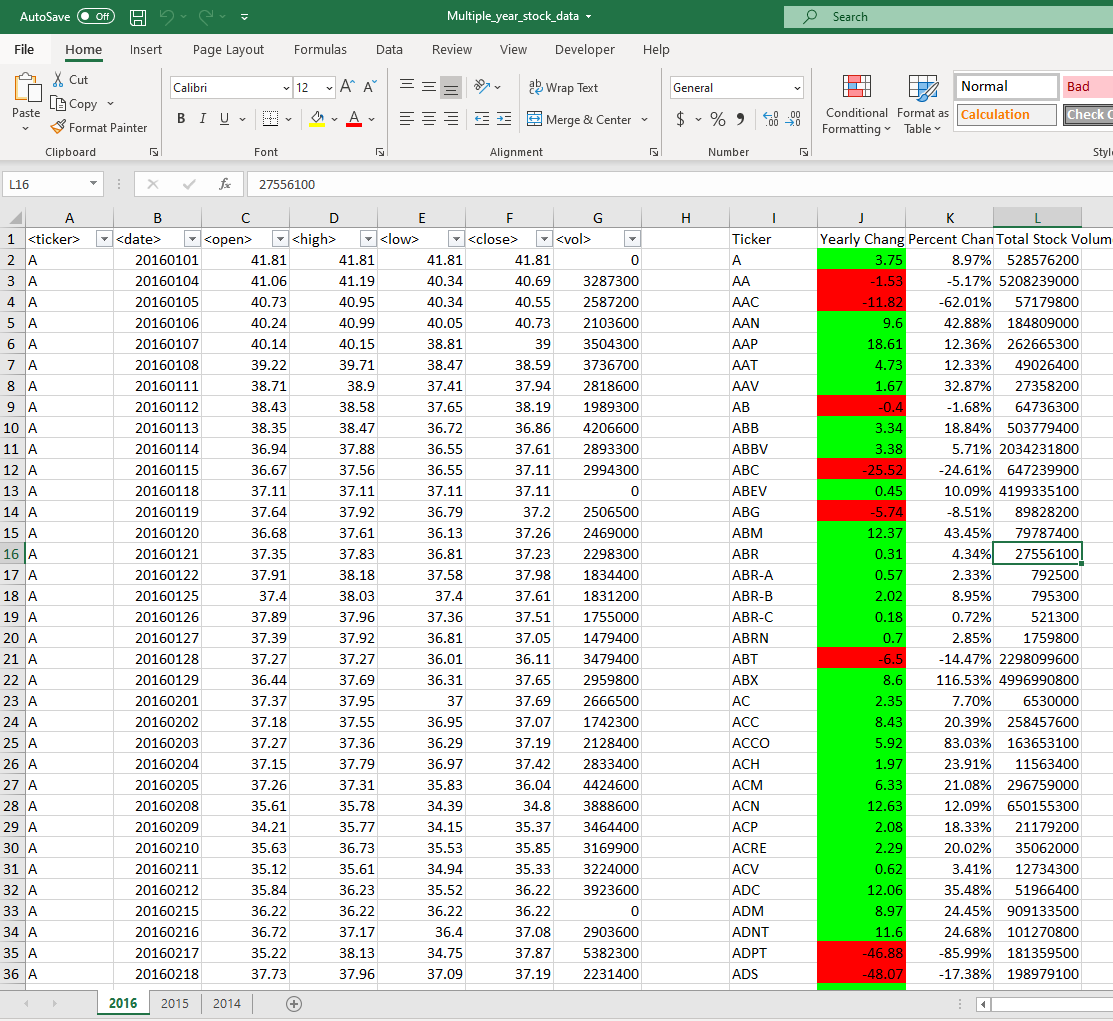 AutoSave Off Multiple_year_stock_data Search
File Home Insert Page Layout Formulas Data Review View Developer Help
Paste Cut Copy Format Painter
Clipboard
Calibri 12
B I U A
Font
Wrap Text
Merge & Center
Alignment
General
$ % 9
Number
Conditional Formatting
Format as Table
Normal Bad
Calculation Check C
Styl
L16 fx 27556100
A B C D E F G H I J K L
1 <ticker> <date> <open> <high> <low> <close> <vol> Ticker Yearly Chang Percent Chan Total Stock Volum
2 A 20160101 41.81 41.81 41.81 41.81 0 A 3.75 8.97% 528576200
3 A 20160104 41.06 41.19 40.34 40.69 3287300 AA -1.53 -5.17% 5208239000
4 A 20160105 40.73 40.95 40.34 40.55 2587200 AAC -11.82 -62.01% 57179800
5 A 20160106 40.24 40.99 40.05 40.73 2103600 AAN 9.6 42.88% 184809000
6 A 20160107 40.14 40.15 38.81 39 3504300 AAP 18.61 12.36% 262665300
7 A 20160108 39.22 39.71 38.47 38.59 3736700 AAT 4.73 12.33% 49026400
8 A 20160111 38.71 38.9 37.41 37.94 2818600 AAV 1.67 32.87% 27358200
9 A 20160112 38.43 38.58 37.65 38.19 1989300 AB -0.4 -1.68% 64736300
10 A 20160113 38.35 38.47 36.72 36.86 4206600 ABB 3.34 18.84% 503779400
11 A 20160114 36.94 37.88 36.55 37.61 2893300 ABBV 3.38 5.71% 2034231800
12 A 20160115 36.67 37.56 36.55 37.11 2994300 ABC -25.52 -24.61% 647239900
13 A 20160118 37.11 37.11 37.11 37.11 0 ABEV 0.45 10.09% 4199335100
14 A 20160119 37.64 37.92 36.79 37.2 2506500 ABG -5.74 -8.51% 89828200
15 A 20160120 36.68 37.61 36.13 37.26 2469000 ABM 12.37 43.45% 79787400
16 A 20160121 37.35 37.83 36.81 37.23 2298300 ABR 0.31 4.34% 27556100
17 A 20160122 37.91 38.18 37.58 37.98 1834400 ABR-A 0.57 2.33% 792500
18 A 20160125 37.4 38.03 37.4 37.61 1831200 ABR-B 2.02 8.95% 795300
19 A 20160126 37.89 37.96 37.36 37.51 1755000 ABR-C 0.18 0.72% 521300
20 A 20160127 37.39 37.92 36.81 37.05 1479400 ABRN 0.7 2.85% 1759800
21 A 20160128 37.27 37.27 36.01 36.11 3479400 ABT -6.5 -14.47% 2298099600
22 A 20160129 36.44 37.69 36.31 37.65 2959800 ABX 8.6 116.53% 4996990800
23 A 20160201 37.37 37.95 37 37.69 2666500 AC 2.35 7.70% 6530000
24 A 20160202 37.18 37.55 36.95 37.07 1742300 ACC 8.43 20.39% 258457600
25 A 20160203 37.27 37.36 36.29 37.19 2128400 ACCO 5.92 83.03% 163653100
26 A 20160204 37.15 37.79 36.97 37.42 2833400 ACH 1.97 23.91% 11563400
27 A 20160205 37.26 37.31 35.83 36.04 4424600 ACM 6.33 21.08% 296759000
28 A 20160208 35.61 35.78 34.39 34.8 3888600 ACN 12.63 12.09% 650155300
29 A 20160209 34.21 35.77 34.15 35.37 3464400 ACP 2.08 18.33% 21179200
30 A 20160210 35.63 36.73 35.53 35.85 3169900 ACRE 2.29 20.02% 35062000
31 A 20160211 35.12 35.61 34.94 35.33 3224000 ACV 0.62 3.41% 12734300
32 A 20160212 35.84 36.23 35.52 36.22 3923600 ADC 12.06 35.48% 51966400
33 A 20160215 36.22 36.22 36.22 36.22 0 ADM 8.97 24.45% 909133500
34 A 20160216 36.72 37.17 36.4 37.08 2903600 ADNT 11.6 24.68% 101270800
35 A 20160217 35.22 38.13 34.75 37.87 5382300 ADPT -46.88 -85.99% 181359500
36 A 20160218 37.73 37.96 37.09 37.19 2231400 ADS -48.07 -17.38% 198979100
2016 2015 2014